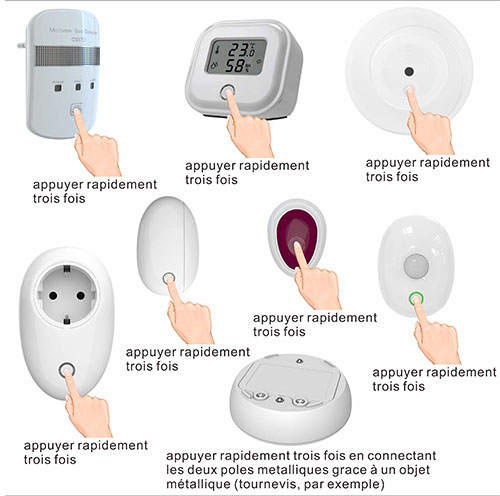 Methane Gas Detector
23.0
°C
58%
appuyer rapidement
trois fois
appuyer rapidement
trois fois
appuyer rapidement
trois fois
appuyer rapidement
trois fois
appuyer rapidement
trois fois
appuyer rapidement
trois fois
appuyer rapidement
trois fois
appuyer rapidement trois fois en connectant
les deux poles metalliques grace à un objet
métallique (tournevis, par exemple)